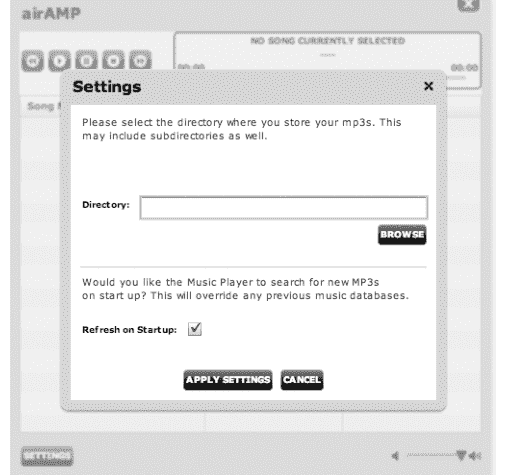 airAMP
NO SONG CURRENTLY SELECTED
00:00
00:00
Song
Settings
Please select the directory where you store your mp3s. This
may include subdirectories as well.
Directory:
BROWSE
Would you like the Music Player to search for new MP3s
on start up? This will override any previous music databases.
Refresh on Startup:
APPLY SETTINGS CANCEL
SETTINGS